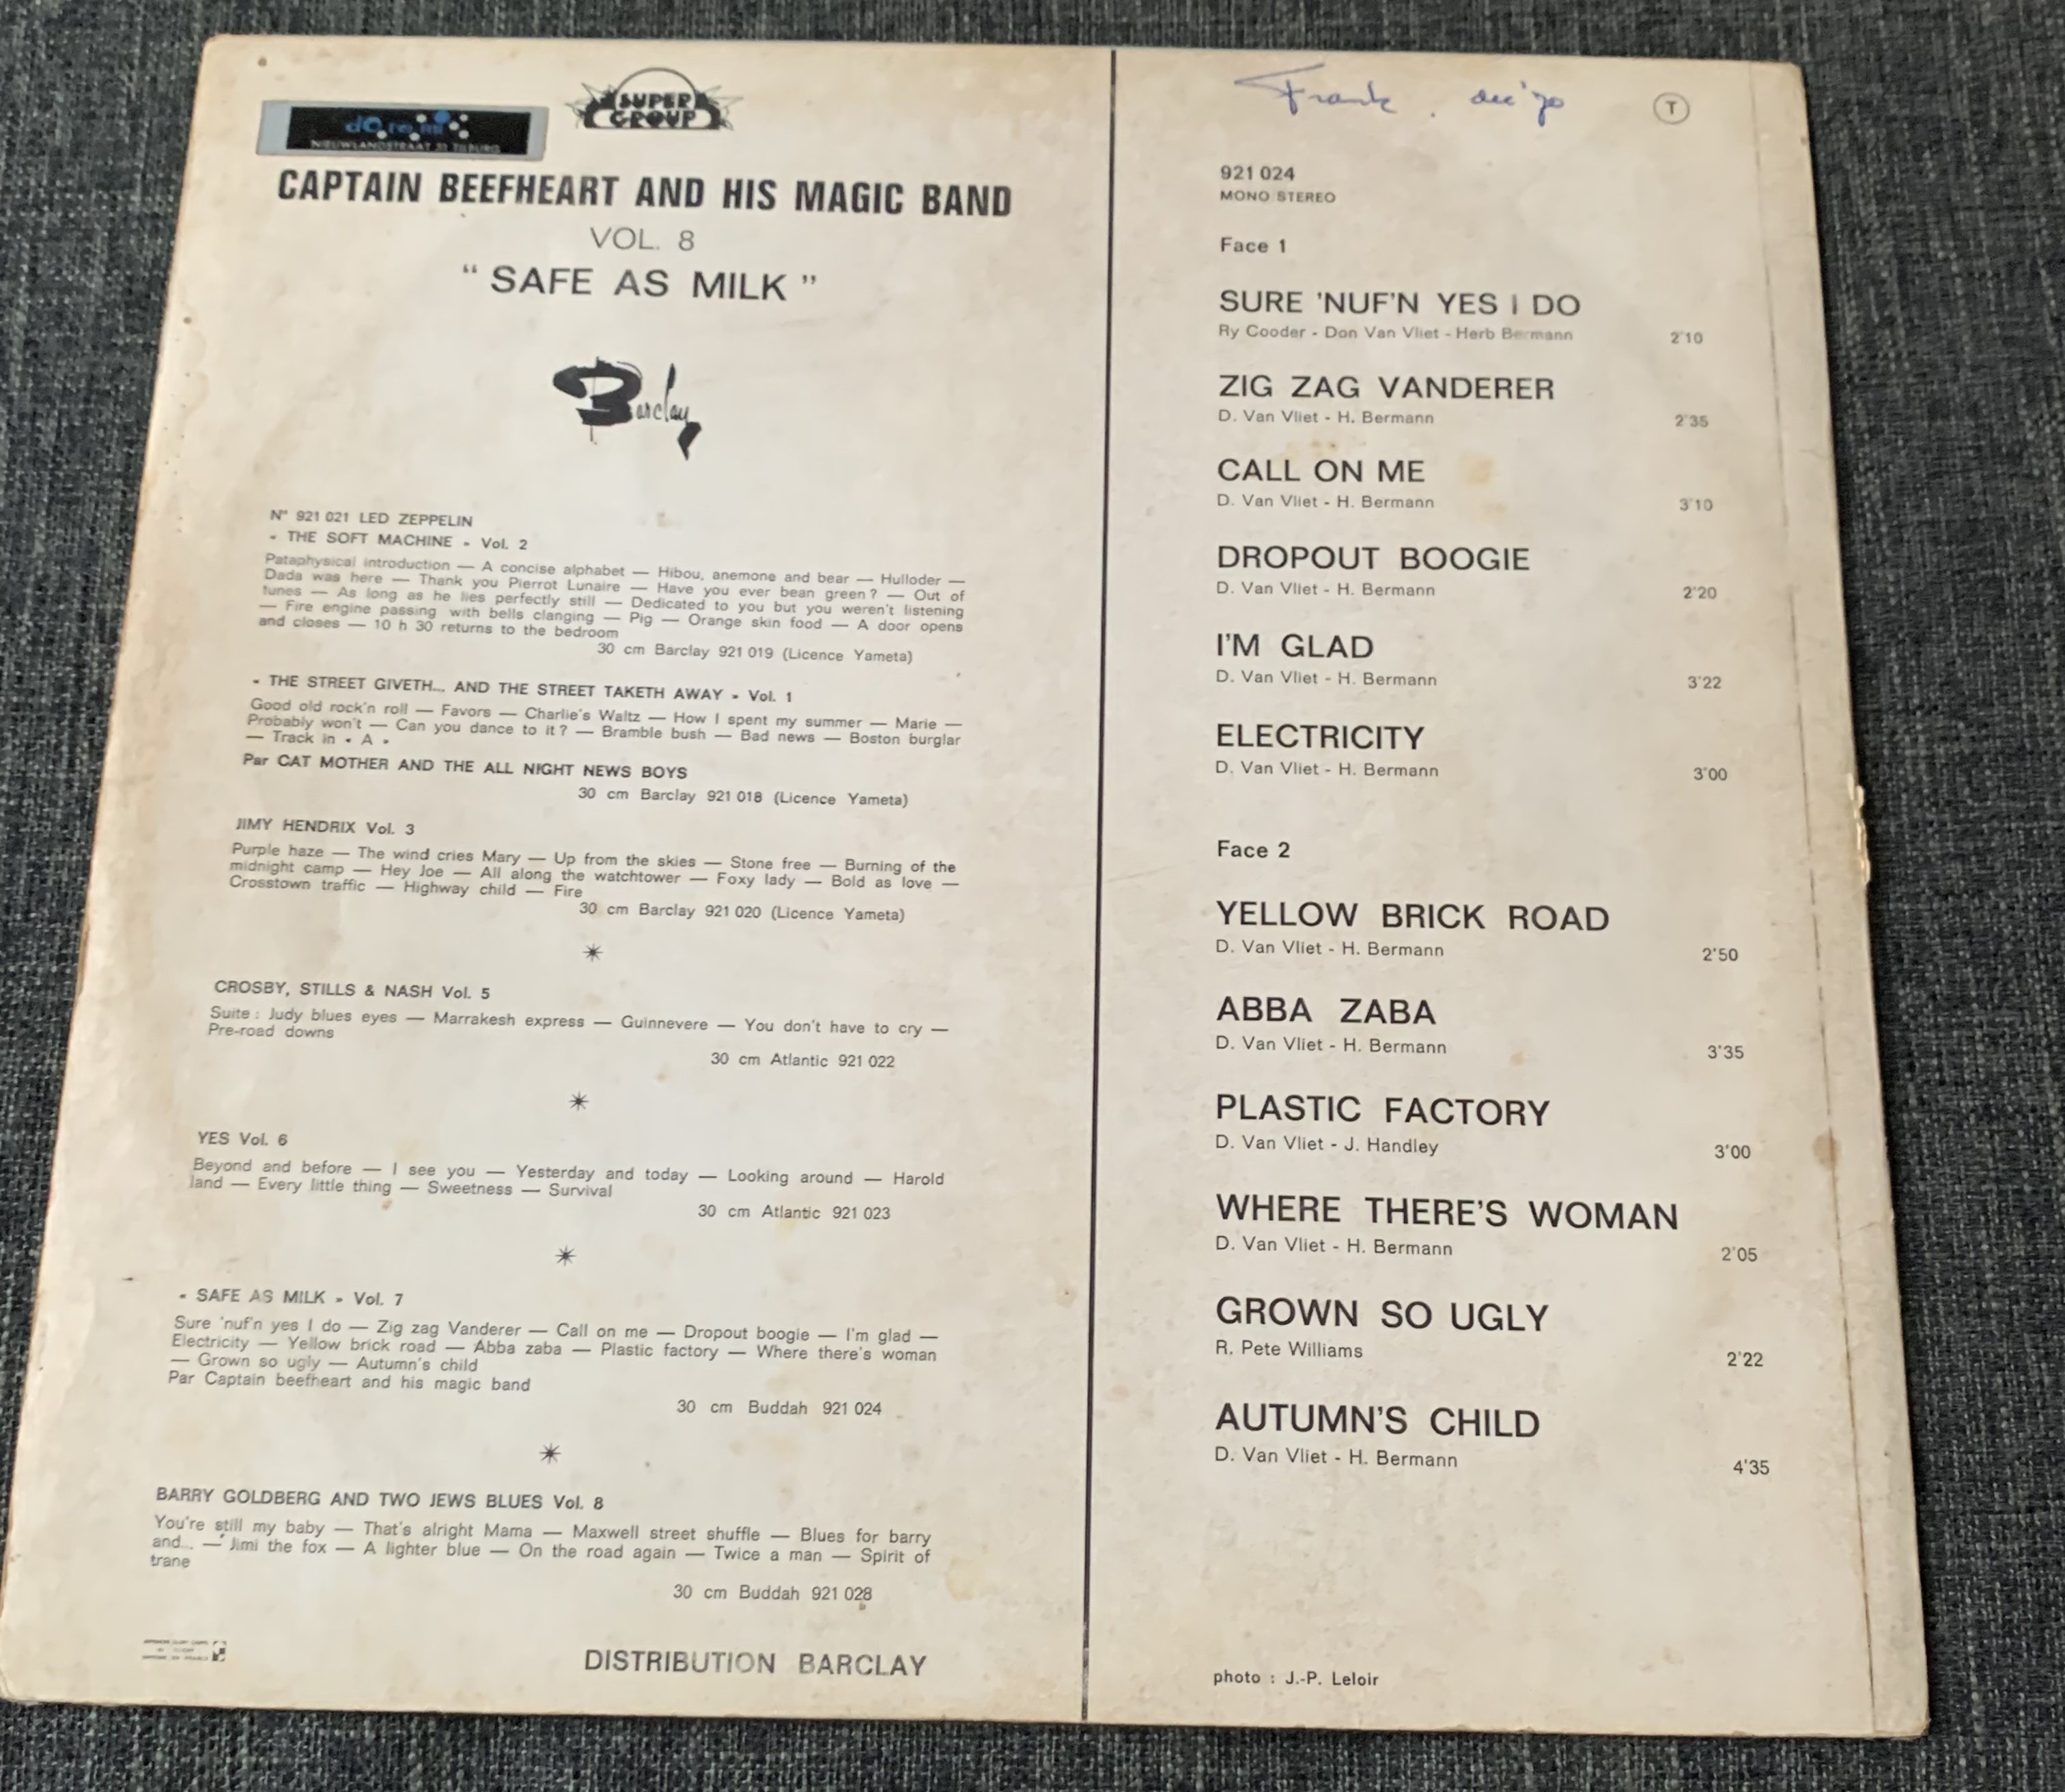 do re mi
NIEUWLANDSTRAAT 32 TILBURG
SUPER
GROUP
CAPTAIN BEEFHEART AND HIS MAGIC BAND
VOL. 8
“ SAFE AS MILK ”
Barclay
N° 921 021 LED ZEPPELIN
« THE SOFT MACHINE » Vol. 2
Pataphysical introduction — A concise alphabet — Hibou, anemone and bear — Hulloder —
Dada was here — Thank you Pierrot Lunaire — Have you ever bean green ? — Out of
tunes — As long as he lies perfectly still — Dedicated to you but you weren't listening
— Fire engine passing with bells clanging — Pig — Orange skin food — A door opens
and closes — 10 h 30 returns to the bedroom
30 cm Barclay 921 019 (Licence Yameta)
« THE STREET GIVETH... AND THE STREET TAKETH AWAY » Vol. 1
Good old rock'n roll — Favors — Charlie's Waltz — How I spent my summer — Marie —
Probably won't — Can you dance to it ? — Bramble bush — Bad news — Boston burglar
— Track in « A »
Par CAT MOTHER AND THE ALL NIGHT NEWS BOYS
30 cm Barclay 921 018 (Licence Yameta)
JIMY HENDRIX Vol. 3
Purple haze — The wind cries Mary — Up from the skies — Stone free — Burning of the
midnight camp — Hey Joe — All along the watchtower — Foxy lady — Bold as love —
Crosstown traffic — Highway child — Fire
30 cm Barclay 921 020 (Licence Yameta)
CROSBY, STILLS & NASH Vol. 5
Suite : Judy blues eyes — Marrakesh express — Guinnevere — You don't have to cry —
Pre-road downs
30 cm Atlantic 921 022
YES Vol. 6
Beyond and before — I see you — Yesterday and today — Looking around — Harold
land — Every little thing — Sweetness — Survival
30 cm Atlantic 921 023
« SAFE AS MILK » Vol. 7
Sure 'nuf'n yes I do — Zig zag Vanderer — Call on me — Dropout boogie — I'm glad —
Electricity — Yellow brick road — Abba zaba — Plastic factory — Where there's woman
— Grown so ugly — Autumn's child
Par Captain beefheart and his magic band
30 cm Buddah 921 024
BARRY GOLDBERG AND TWO JEWS BLUES Vol. 8
You're still my baby — That's alright Mama — Maxwell street shuffle — Blues for barry
and... — Jimi the fox — A lighter blue — On the road again — Twice a man — Spirit of
trane
30 cm Buddah 921 028
DISTRIBUTION BARCLAY
Frank. dec '70
T
921 024
MONO STEREO
Face 1
SURE 'NUF'N YES I DO
Ry Cooder - Don Van Vliet - Herb Bermann 2'10
ZIG ZAG VANDERER
D. Van Vliet - H. Bermann 2'35
CALL ON ME
D. Van Vliet - H. Bermann 3'10
DROPOUT BOOGIE
D. Van Vliet - H. Bermann 2'20
I'M GLAD
D. Van Vliet - H. Bermann 3'22
ELECTRICITY
D. Van Vliet - H. Bermann 3'00
Face 2
YELLOW BRICK ROAD
D. Van Vliet - H. Bermann 2'50
ABBA ZABA
D. Van Vliet - H. Bermann 3'35
PLASTIC FACTORY
D. Van Vliet - J. Handley 3'00
WHERE THERE'S WOMAN
D. Van Vliet - H. Bermann 2'05
GROWN SO UGLY
R. Pete Williams 2'22
AUTUMN'S CHILD
D. Van Vliet - H. Bermann 4'35
photo : J.-P. Leloir